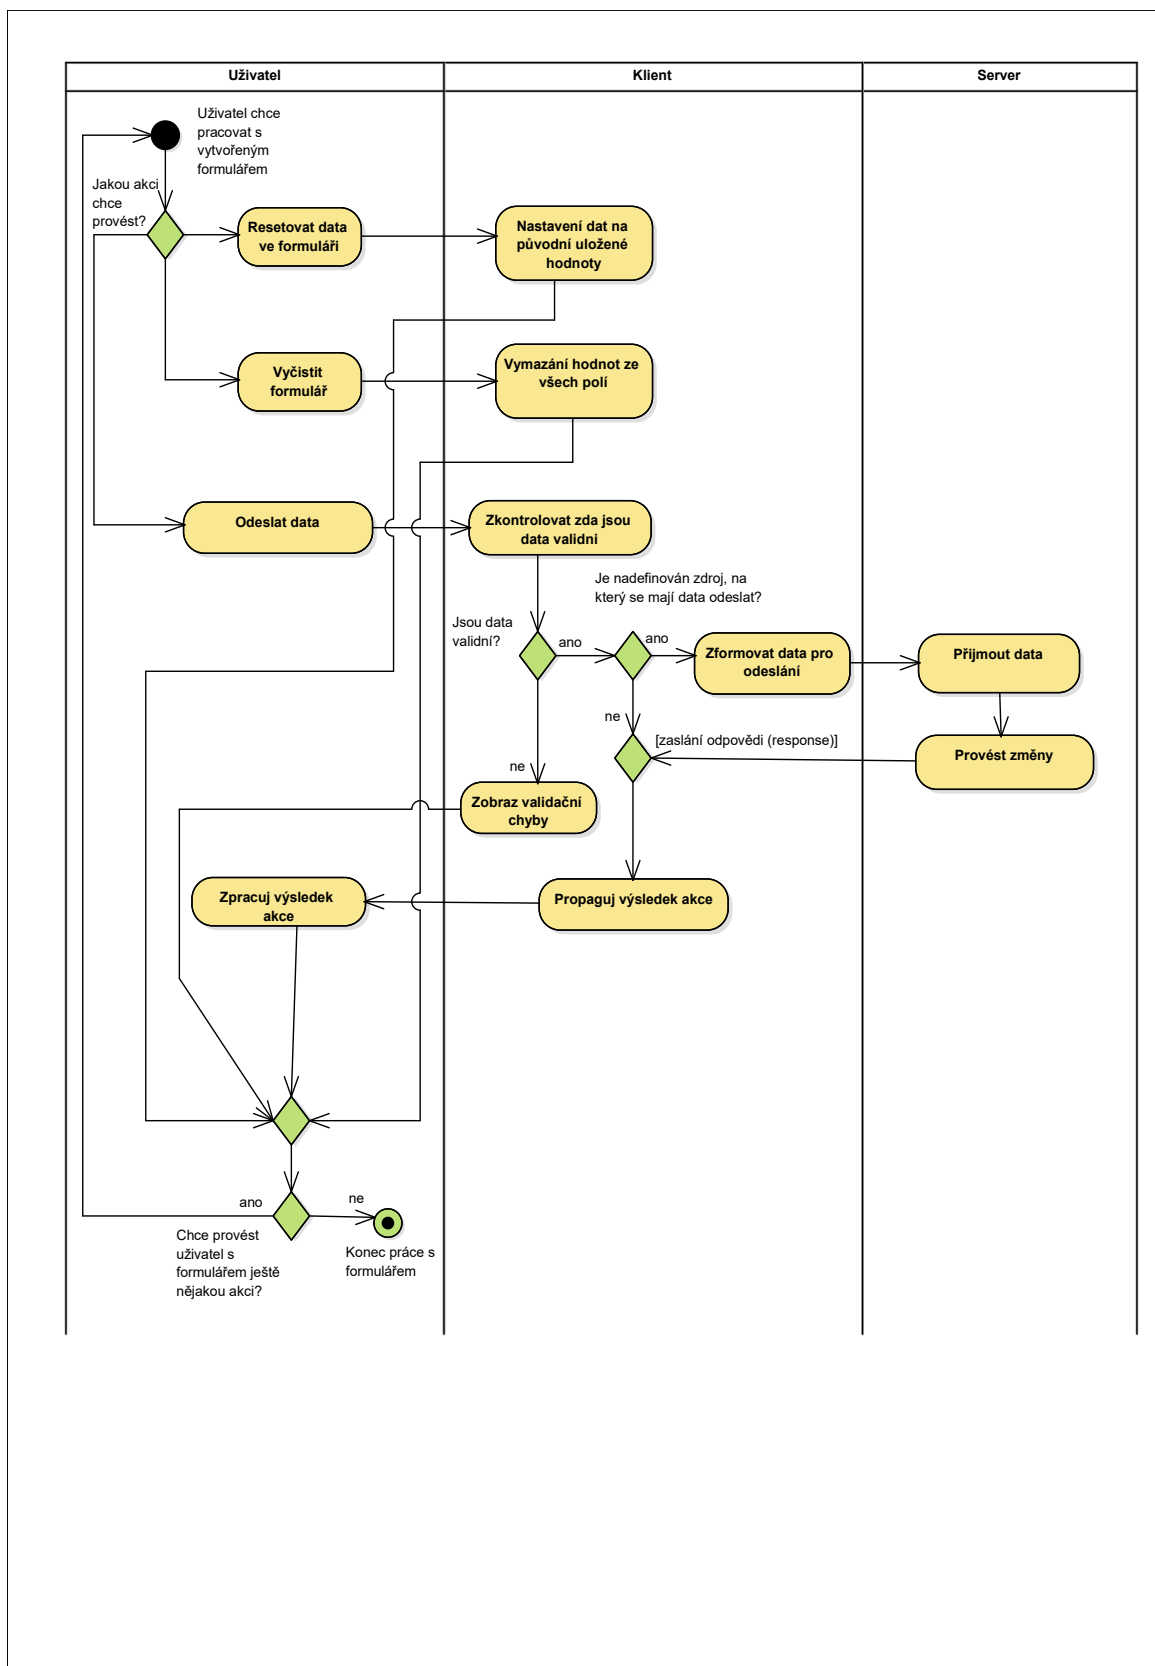 Uživatel
Klient
Server
Uživatel chce
pracovat s
vytvořeným
formulářem
Jakou akci
chce
provést?
Resetovat data
ve formuláři
Nastavení dat na
původní uložené
hodnoty
Vyčistit
formulář
Vymazání hodnot ze
všech polí
Odeslat data
Zkontrolovat zda jsou
data validni
Je nadefinován zdroj, na
který se mají data odeslat?
Jsou data
validní?
ano
ano
Zformovat data pro
odeslání
Přijmout data
ne
[zaslání odpovědi (response)]
Provést změny
ne
Zobraz validační
chyby
Zpracuj výsledek
akce
Propaguj výsledek akce
ano
ne
Chce provést
uživatel s
formulářem ještě
nějakou akci?
Konec práce s
formulářem